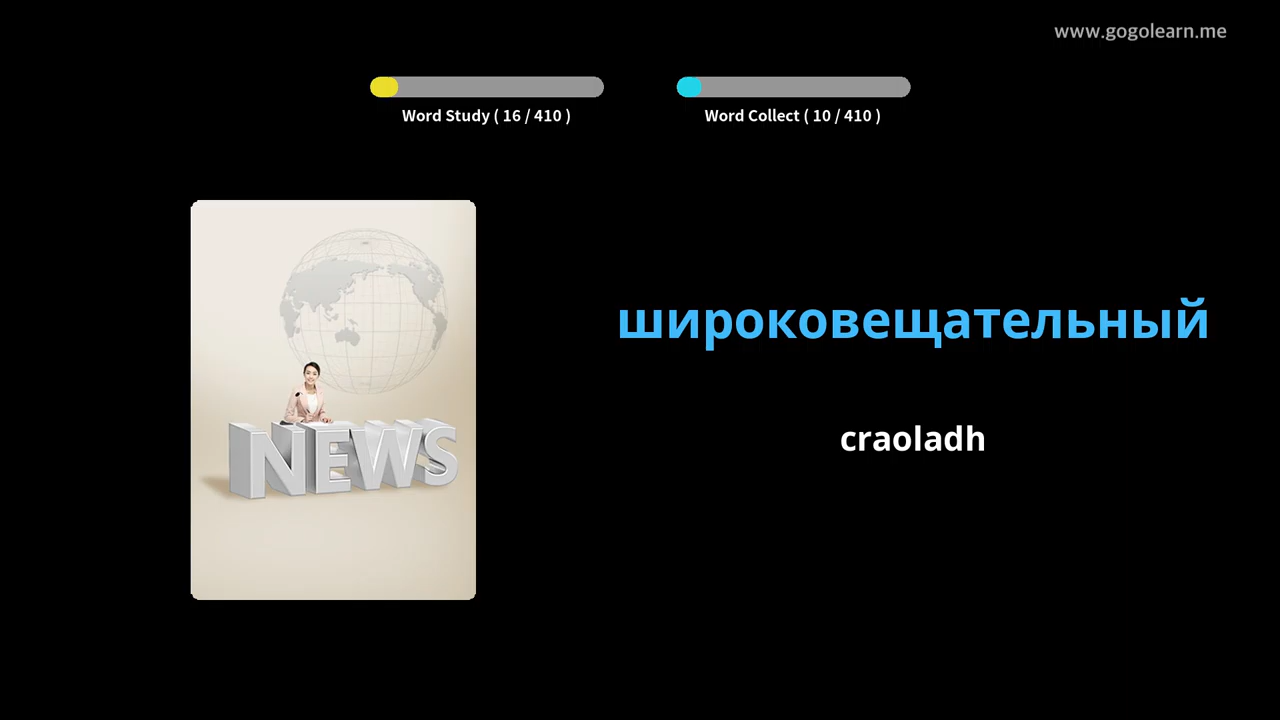 www.gogolearn.me
Word Study ( 16 / 410 )
Word Collect ( 10 / 410 )
NEWS
широковещательный
craoladh